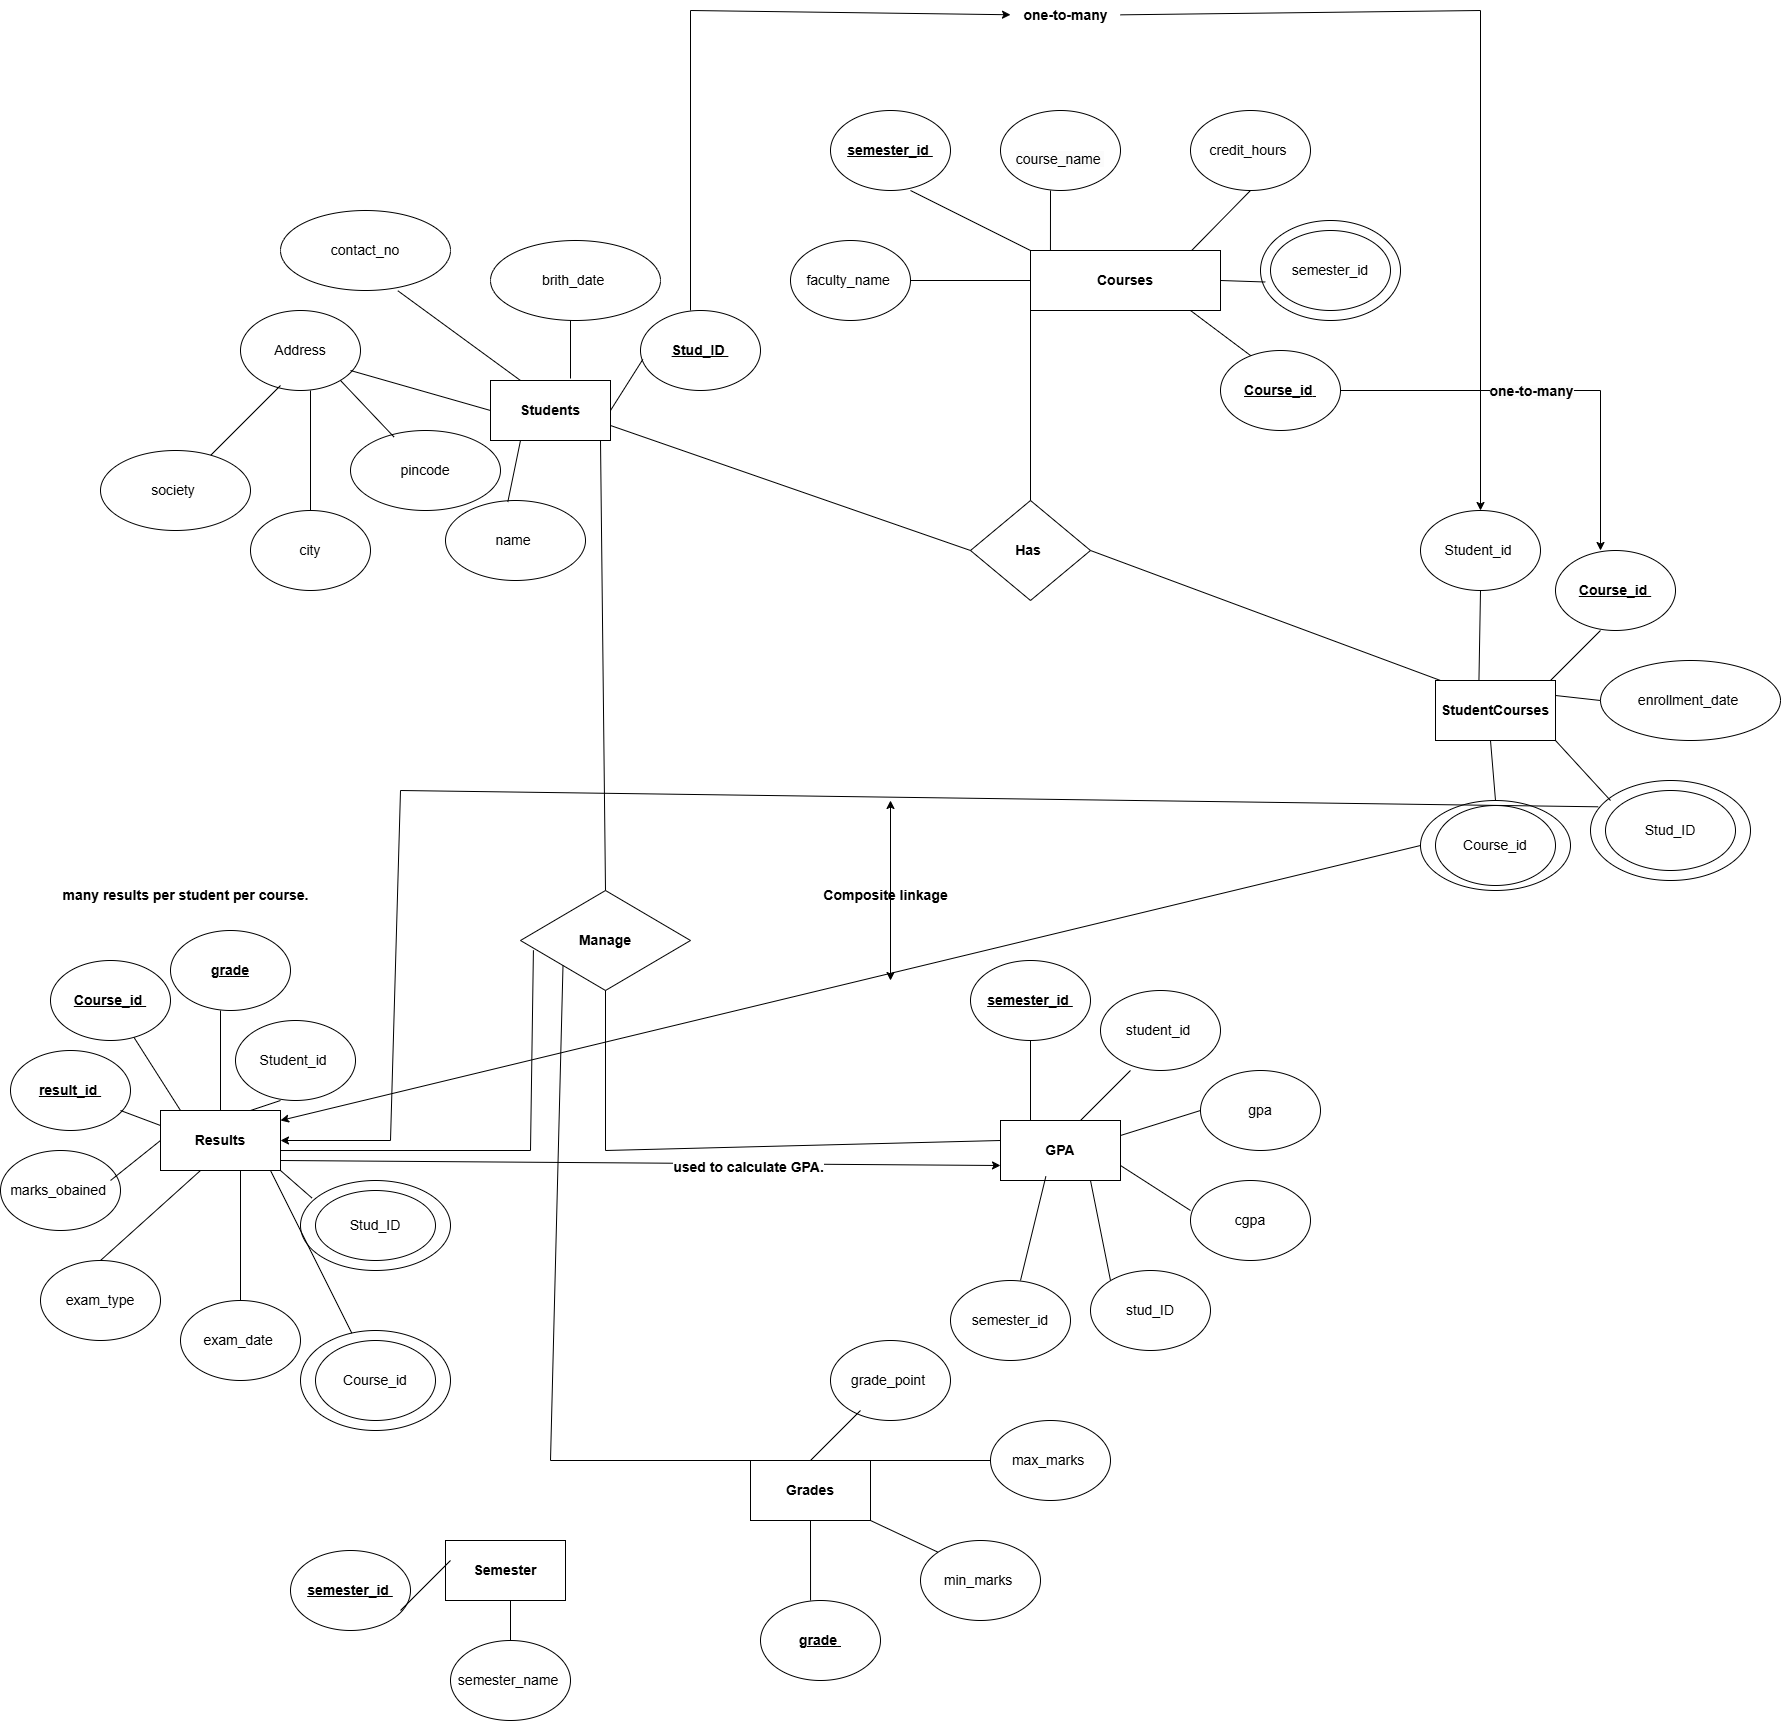 one-to-many
semester_id
course_name
credit_hours
contact_no
brith_date
faculty_name
Courses
semester_id
Address
Stud_ID
Students
Course_id
one-to-many
society
pincode
city
name
Has
Student_id
Course_id
StudentCourses
enrollment_date
Course_id
Stud_ID
many results per student per course.
Composite linkage
Manage
grade
Course_id
Student_id
result_id
Results
marks_obained
used to calculate GPA.
semester_id
student_id
gpa
GPA
cgpa
Stud_ID
exam_type
exam_date
Course_id
semester_id
stud_ID
grade_point
max_marks
Grades
min_marks
grade
Semester
semester_id
semester_name